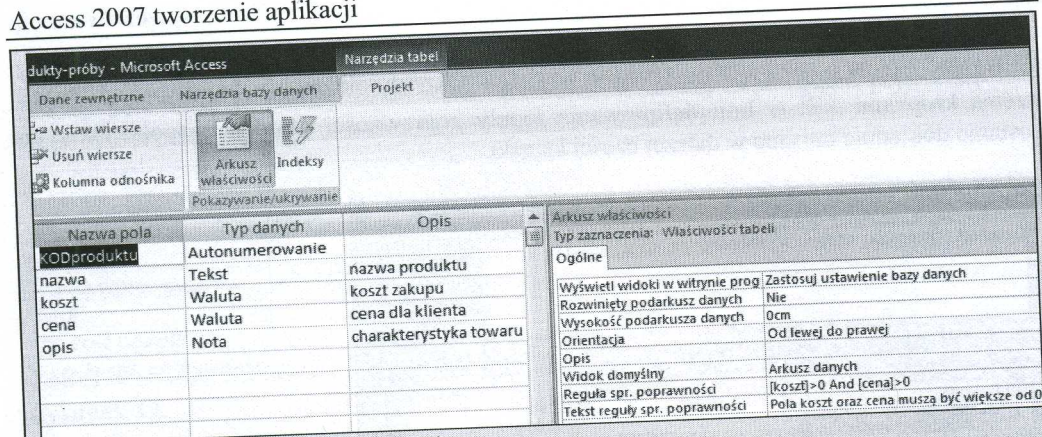 Access 2007 tworzenie aplikacji
dukty-próby - Microsoft Access Narzędzia tabel
Dane zewnętrzne Narzędzia bazy danych Projekt
Wstaw wiersze
Usuń wiersze
Kolumna odnośnika
Arkusz właściwości
Indeksy
Pokazywanie/ukrywanie
Nazwa pola Typ danych Opis
KODproduktu Autonumerowanie
nazwa Tekst nazwa produktu
koszt Waluta koszt zakupu
cena Waluta cena dla klienta
opis Nota charakterystyka towaru
Arkusz właściwości
Typ zaznaczenia: Właściwości tabeli
Ogólne
Wyświetl widoki w witrynie prog Zastosuj ustawienie bazy danych
Rozwinięty podarkusz danych Nie
Wysokość podarkusza danych 0cm
Orientacja Od lewej do prawej
Opis
Widok domyślny Arkusz danych
Reguła spr. poprawności [koszt]>0 And [cena]>0
Tekst reguły spr. poprawności Pola koszt oraz cena muszą być większe od 0